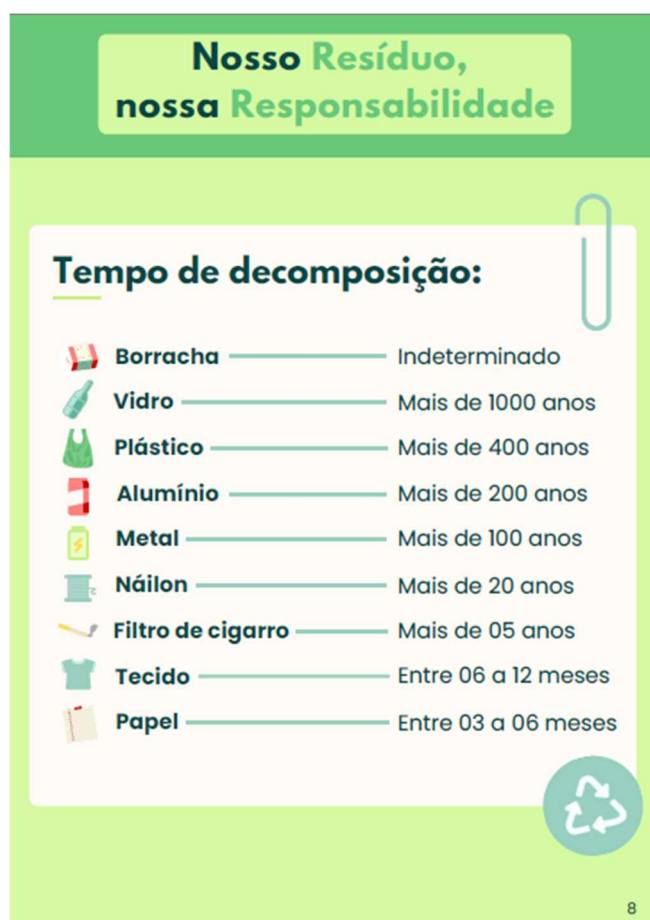 Nosso Resíduo,
nossa Responsabilidade
Tempo de decomposição:
Borracha Indeterminado
Vidro Mais de 1000 anos
Plástico Mais de 400 anos
Alumínio Mais de 200 anos
Metal Mais de 100 anos
Náilon Mais de 20 anos
Filtro de cigarro Mais de 05 anos
Tecido Entre 06 a 12 meses
Papel Entre 03 a 06 meses
8